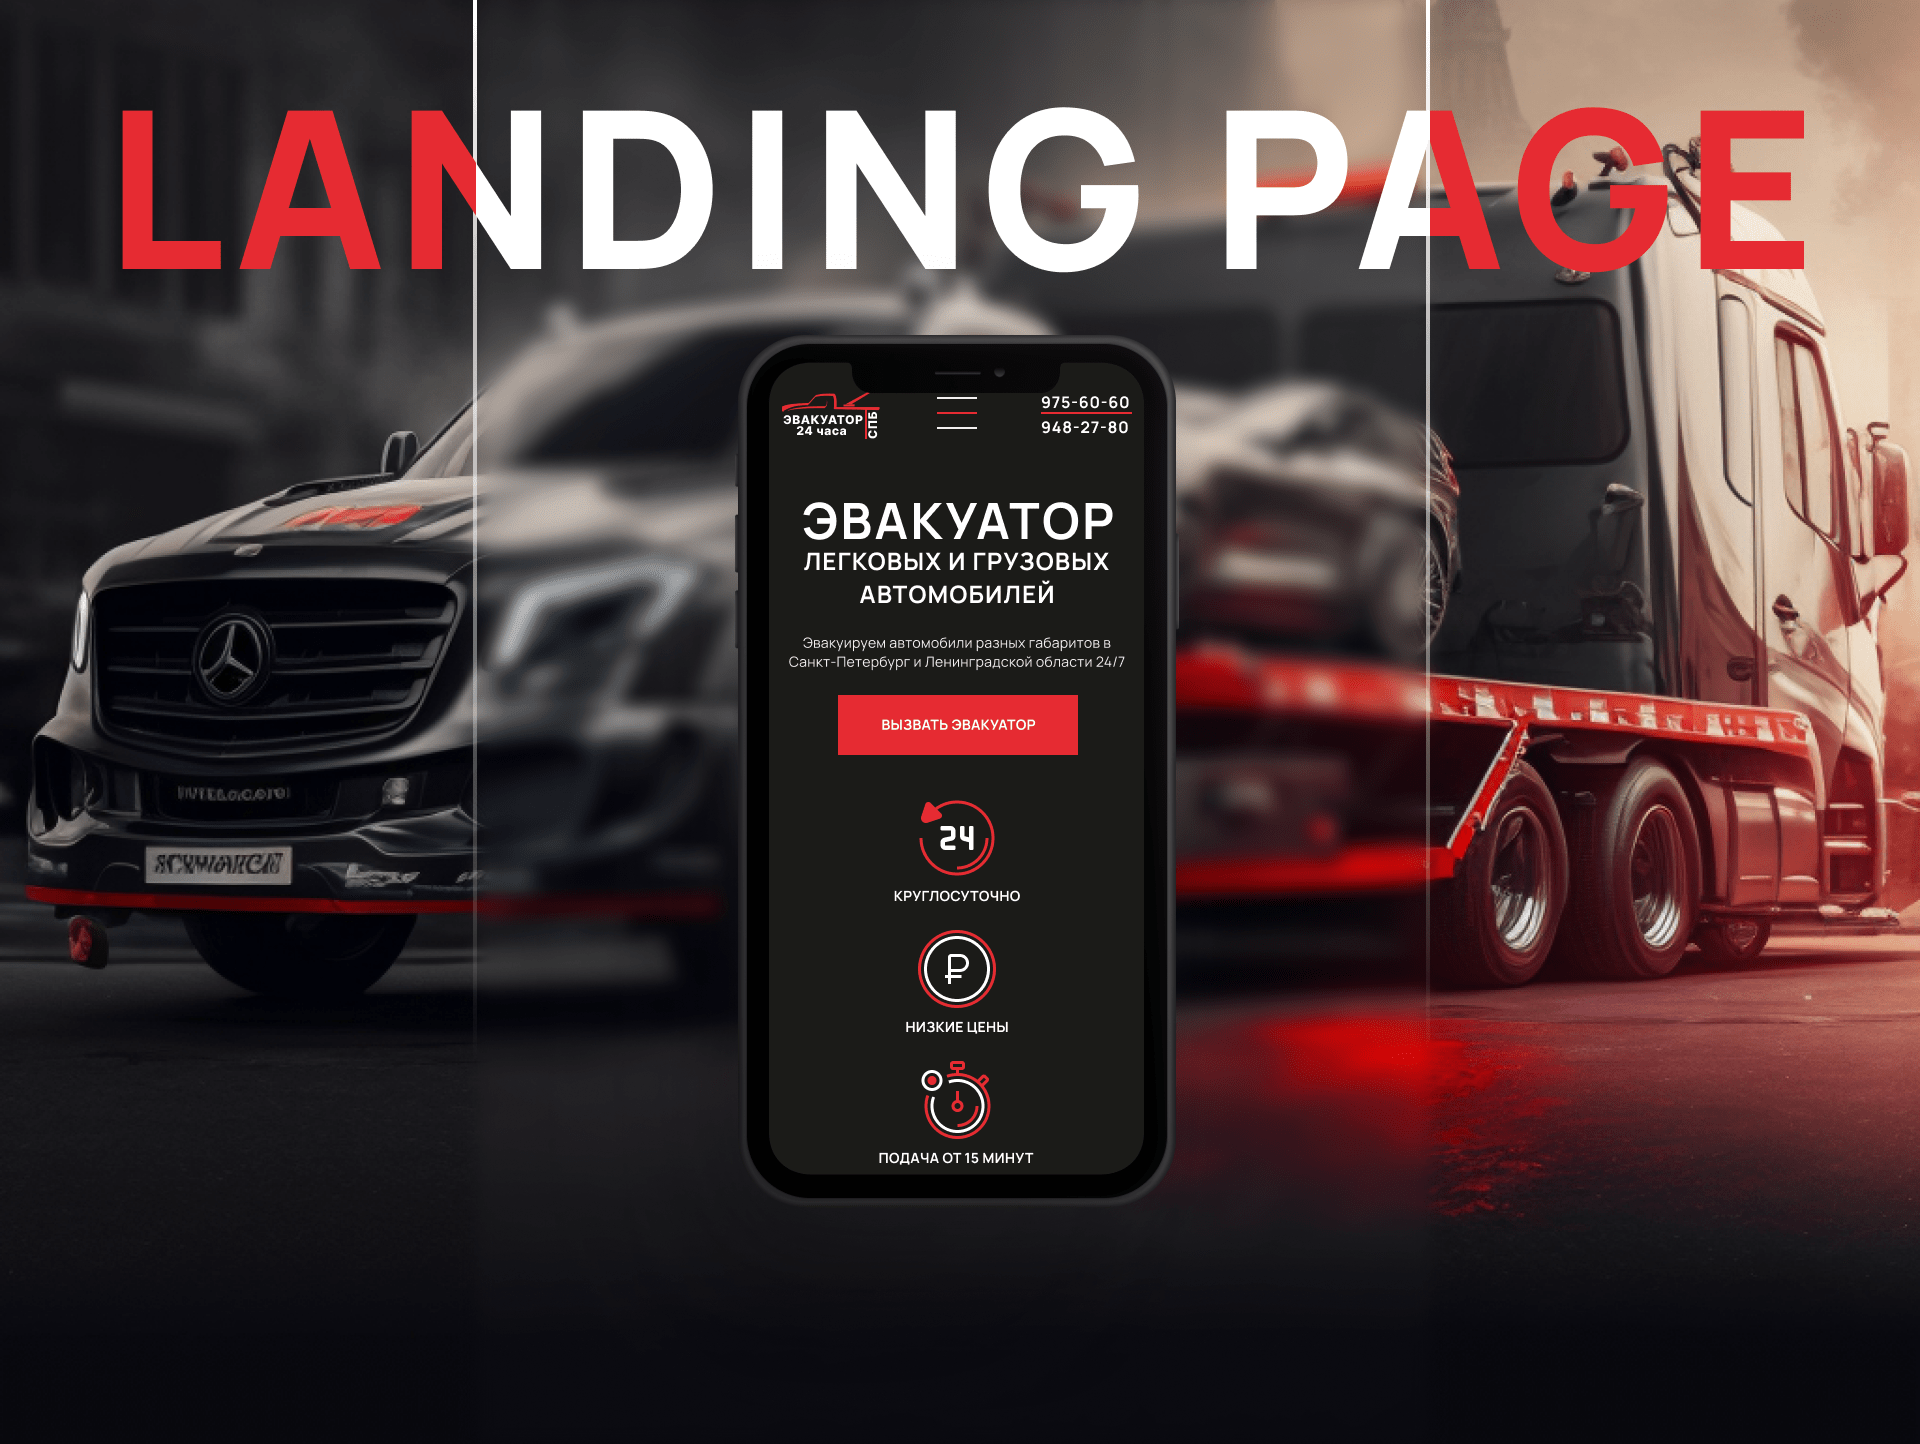 LANDING PAGE
ЭВАКУАТОР
24 часа
СПБ
975-60-60
948-27-80
ЭВАКУАТОР
ЛЕГКОВЫХ И ГРУЗОВЫХ
АВТОМОБИЛЕЙ
Эвакуируем автомобили разных габаритов в
Санкт-Петербург и Ленинградской области 24/7
ВЫЗВАТЬ ЭВАКУАТОР
24
КРУГЛОСУТОЧНО
₽
НИЗКИЕ ЦЕНЫ
ПОДАЧА ОТ 15 МИНУТ